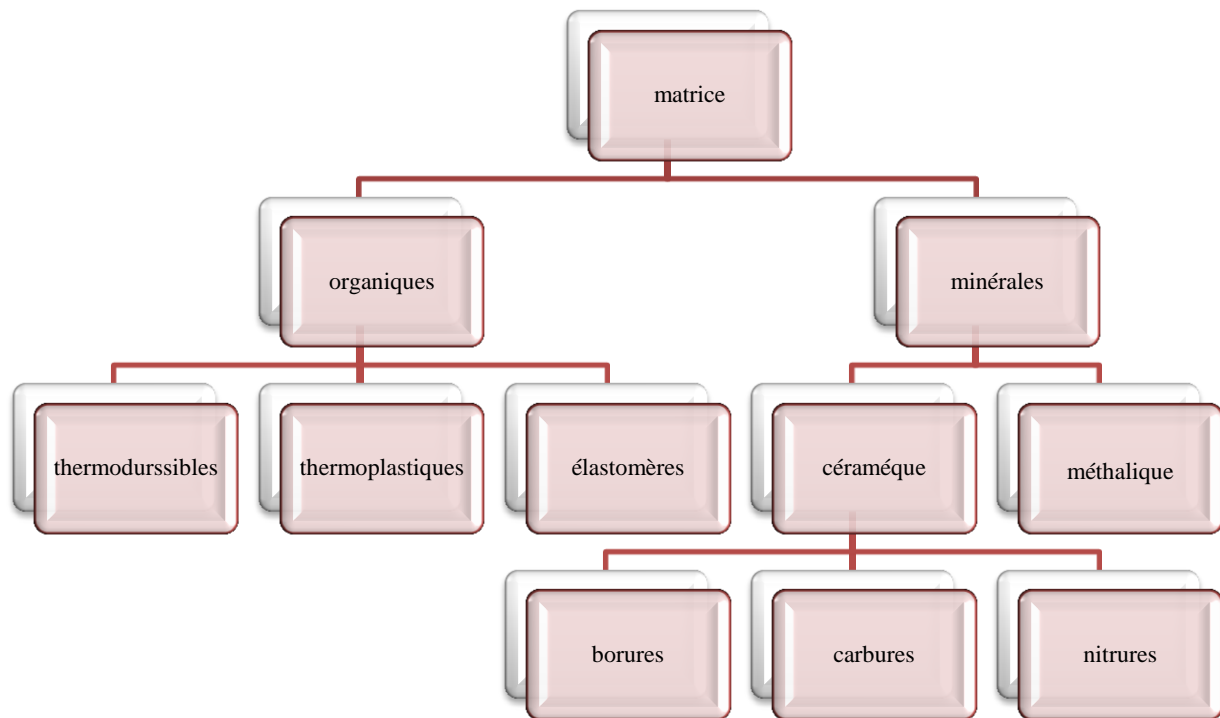 matrice
organiques
minérales
thermodurssibles
thermoplastiques
élastomères
céraméque
méthalique
borures
carbures
nitrures